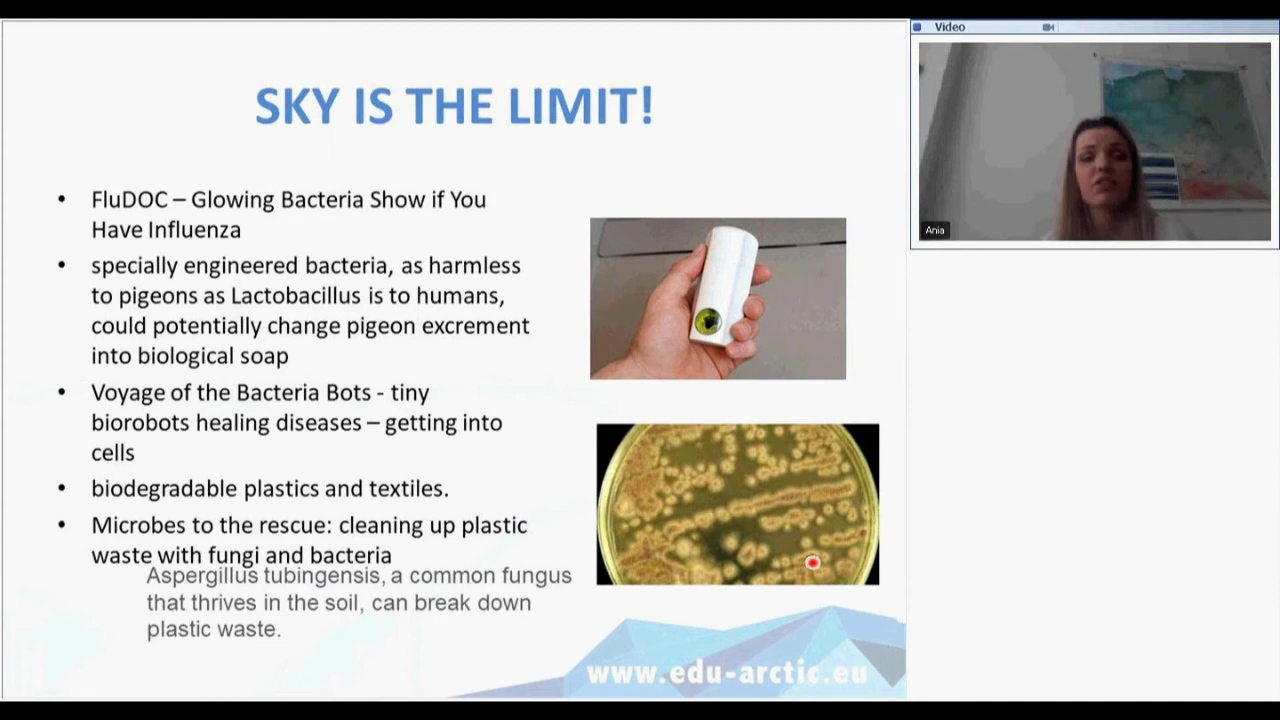 SKY IS THE LIMIT!
• FluDOC – Glowing Bacteria Show if You
Have Influenza
• specially engineered bacteria, as harmless
to pigeons as Lactobacillus is to humans,
could potentially change pigeon excrement
into biological soap
• Voyage of the Bacteria Bots - tiny
biorobots healing diseases – getting into
cells
• biodegradable plastics and textiles.
• Microbes to the rescue: cleaning up plastic
waste with fungi and bacteria
Aspergillus tubingensis, a common fungus
that thrives in the soil, can break down
plastic waste.
www.edu-arctic.eu
Video
Ania